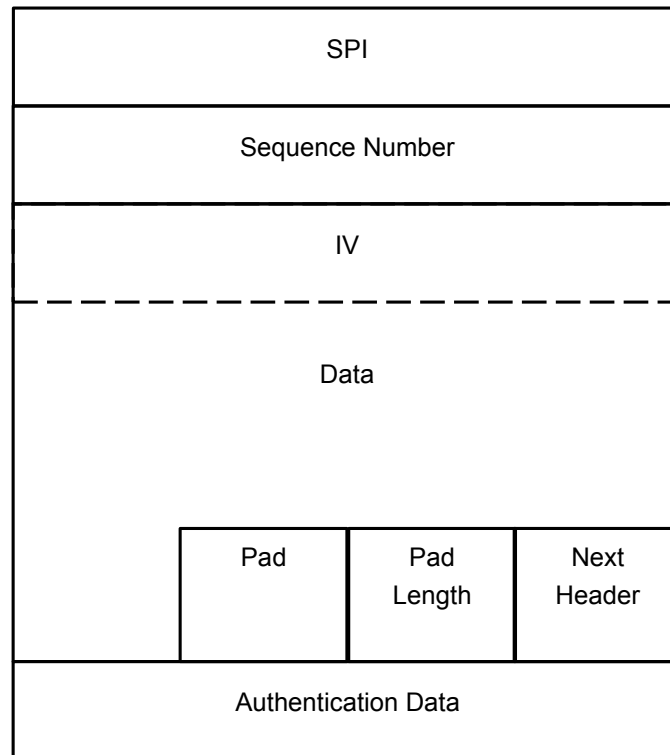 SPI
Sequence Number
IV
Data
Pad
Pad
Length
Next
Header
Authentication Data